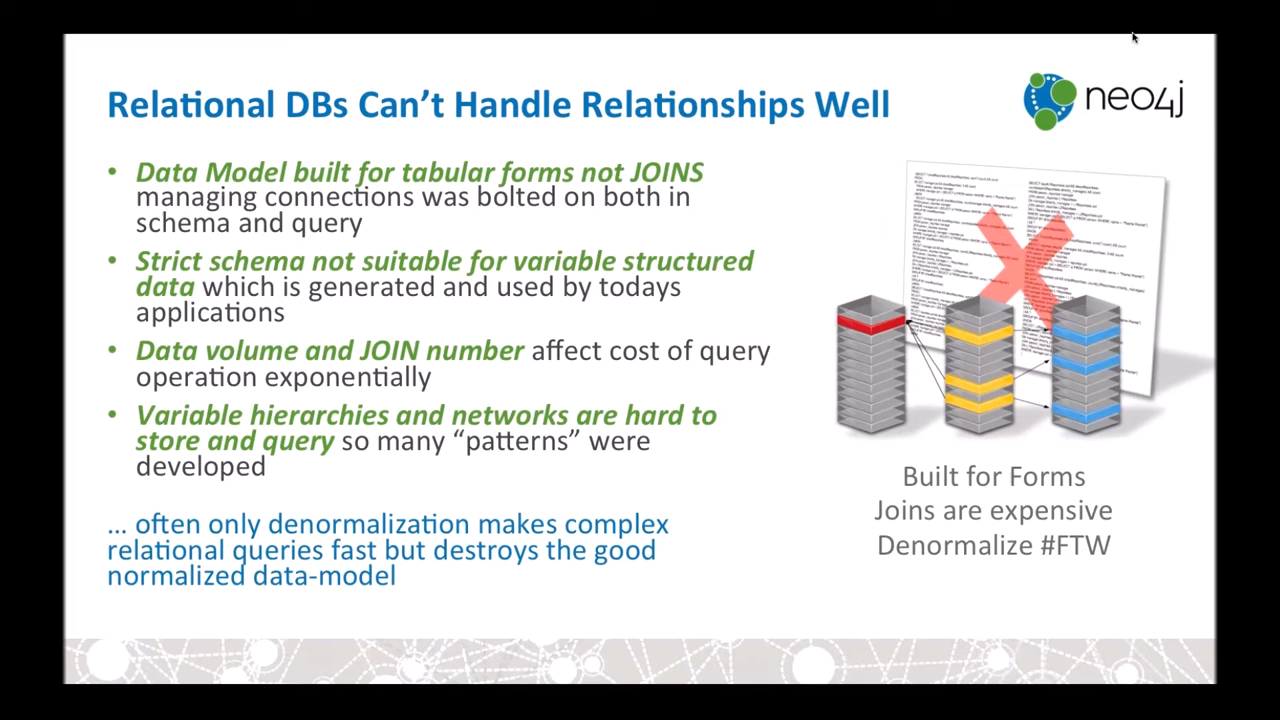 Relational DBs Can't Handle Relationships Well
neo4j
• Data Model built for tabular forms not JOINS
managing connections was bolted on both in
schema and query
• Strict schema not suitable for variable structured
data which is generated and used by todays
applications
• Data volume and JOIN number affect cost of query
operation exponentially
• Variable hierarchies and networks are hard to
store and query so many “patterns” were
developed
... often only denormalization makes complex
relational queries fast but destroys the good
normalized data-model
Built for Forms
Joins are expensive
Denormalize #FTW